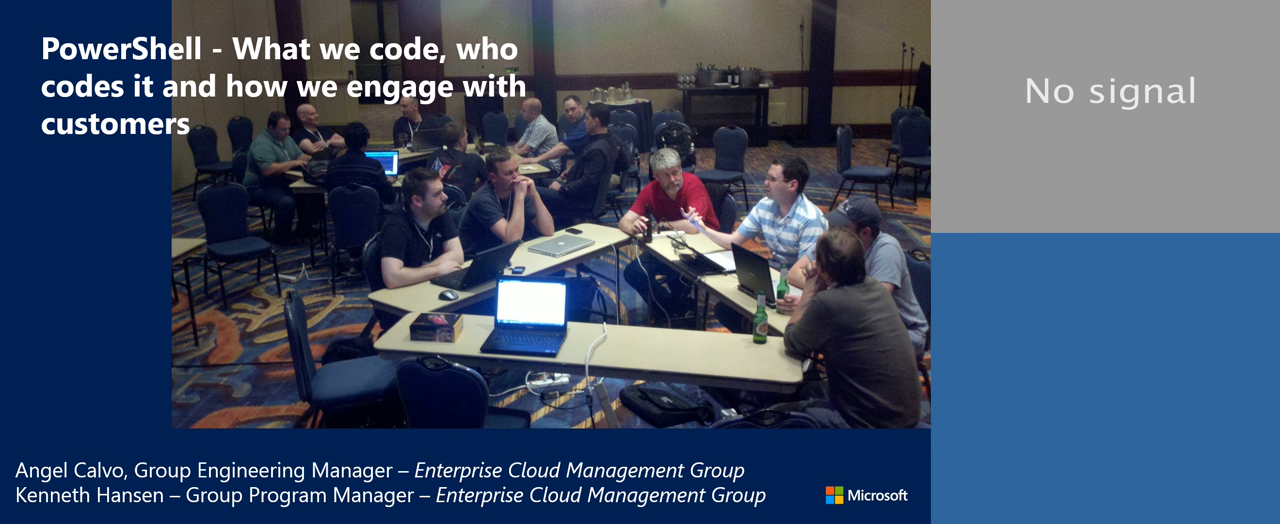 PowerShell - What we code, who
codes it and how we engage with
customers
No signal
Angel Calvo, Group Engineering Manager – Enterprise Cloud Management Group
Kenneth Hansen – Group Program Manager – Enterprise Cloud Management Group
Microsoft